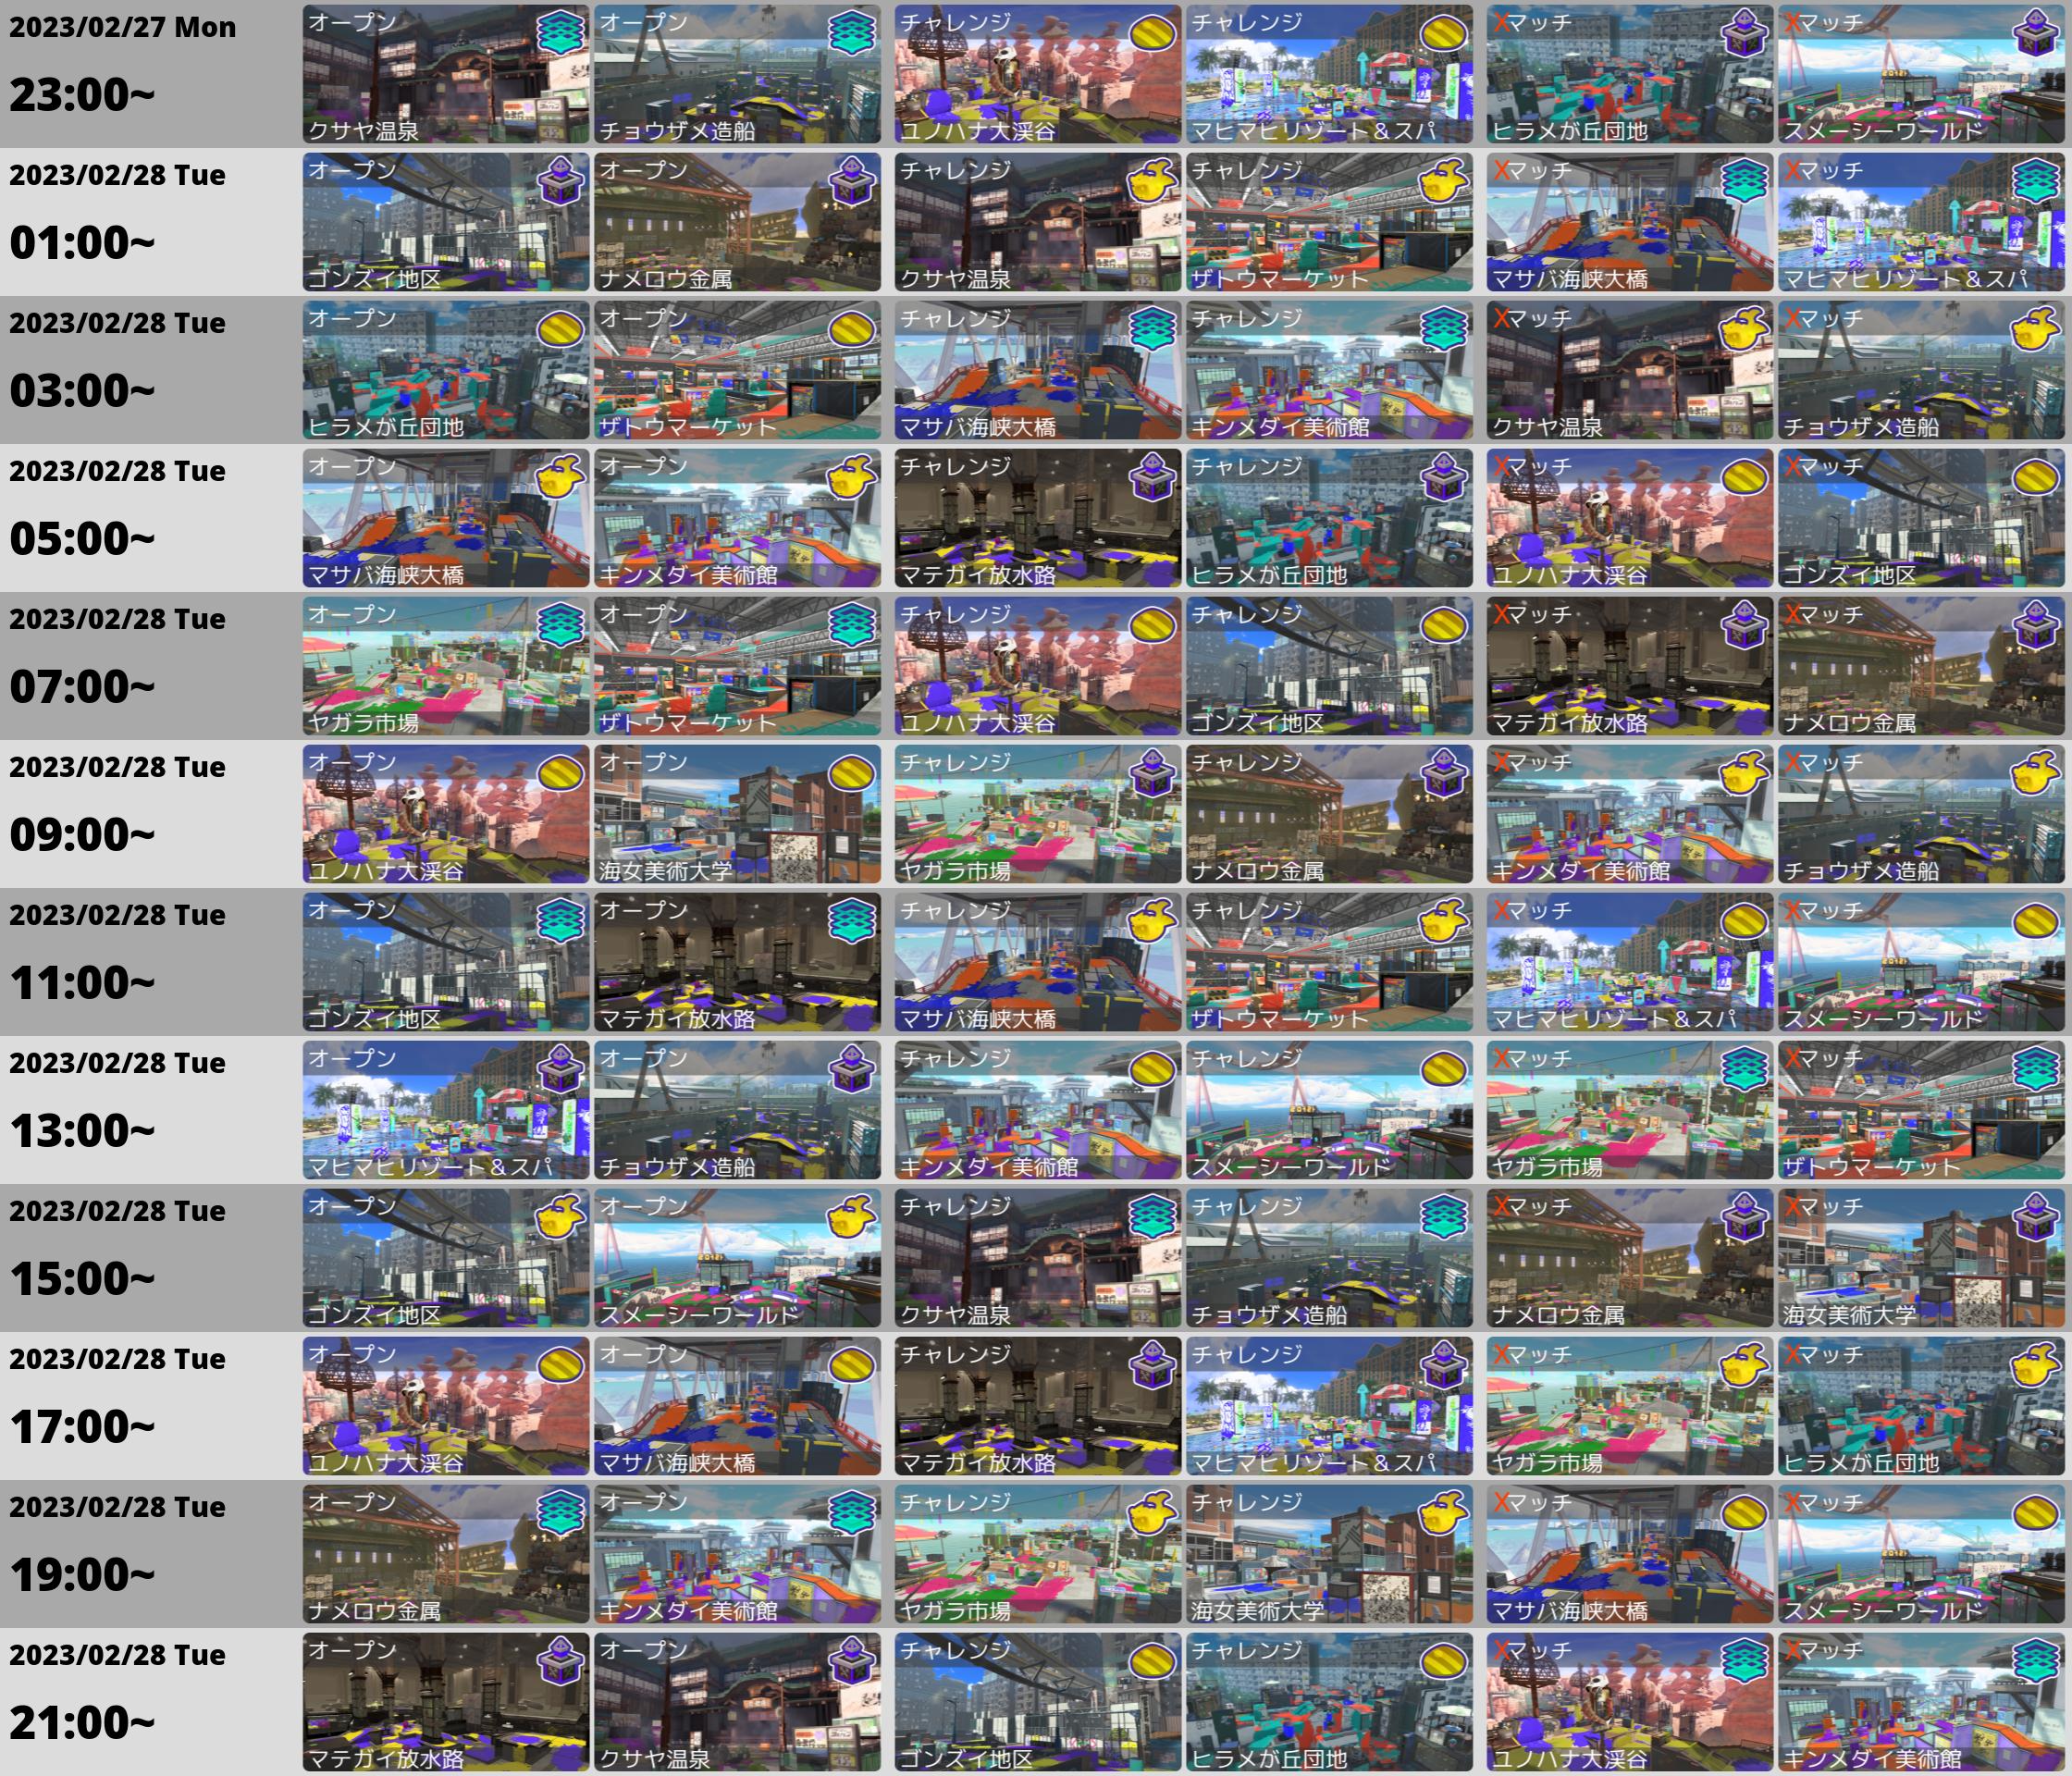 2023/02/27 Mon
23:00~
オープン オープン チャレンジ チャレンジ Xマッチ Xマッチ
クサヤ温泉 チョウザメ造船 ユノハナ大渓谷 マヒマヒリゾート＆スパ ヒラメが丘団地 スメーシーワールド
2023/02/28 Tue
01:00~
オープン オープン チャレンジ チャレンジ Xマッチ Xマッチ
ゴンズイ地区 ナメロウ金属 クサヤ温泉 ザトウマーケット マサバ海峡大橋 マヒマヒリゾート＆スパ
2023/02/28 Tue
03:00~
オープン オープン チャレンジ チャレンジ Xマッチ Xマッチ
ヒラメが丘団地 ザトウマーケット マサバ海峡大橋 キンメダイ美術館 クサヤ温泉 チョウザメ造船
2023/02/28 Tue
05:00~
オープン オープン チャレンジ チャレンジ Xマッチ Xマッチ
マサバ海峡大橋 キンメダイ美術館 マテガイ放水路 ヒラメが丘団地 ユノハナ大渓谷 ゴンズイ地区
2023/02/28 Tue
07:00~
オープン オープン チャレンジ チャレンジ Xマッチ Xマッチ
ヤガラ市場 ザトウマーケット ユノハナ大渓谷 ゴンズイ地区 マテガイ放水路 ナメロウ金属
2023/02/28 Tue
09:00~
オープン オープン チャレンジ チャレンジ Xマッチ Xマッチ
ユノハナ大渓谷 海女美術大学 ヤガラ市場 ナメロウ金属 キンメダイ美術館 チョウザメ造船
2023/02/28 Tue
11:00~
オープン オープン チャレンジ チャレンジ Xマッチ Xマッチ
ゴンズイ地区 マテガイ放水路 マサバ海峡大橋 ザトウマーケット マヒマヒリゾート＆スパ スメーシーワールド
2023/02/28 Tue
13:00~
オープン オープン チャレンジ チャレンジ Xマッチ Xマッチ
マヒマヒリゾート＆スパ チョウザメ造船 キンメダイ美術館 スメーシーワールド ヤガラ市場 ザトウマーケット
2023/02/28 Tue
15:00~
オープン オープン チャレンジ チャレンジ Xマッチ Xマッチ
ゴンズイ地区 スメーシーワールド クサヤ温泉 チョウザメ造船 ナメロウ金属 海女美術大学
2023/02/28 Tue
17:00~
オープン オープン チャレンジ チャレンジ Xマッチ Xマッチ
ユノハナ大渓谷 マサバ海峡大橋 マテガイ放水路 マヒマヒリゾート＆スパ ヤガラ市場 ヒラメが丘団地
2023/02/28 Tue
19:00~
オープン オープン チャレンジ チャレンジ Xマッチ Xマッチ
ナメロウ金属 キンメダイ美術館 ヤガラ市場 海女美術大学 マサバ海峡大橋 スメーシーワールド
2023/02/28 Tue
21:00~
オープン オープン チャレンジ チャレンジ Xマッチ Xマッチ
マテガイ放水路 クサヤ温泉 ゴンズイ地区 ヒラメが丘団地 ユノハナ大渓谷 キンメダイ美術館